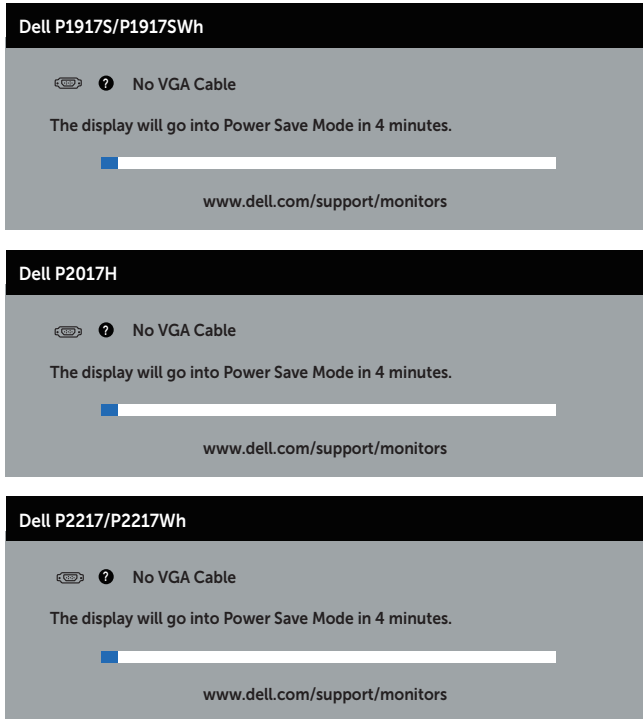 Dell P1917S/P1917SWh
? No VGA Cable
The display will go into Power Save Mode in 4 minutes.
www.dell.com/support/monitors
Dell P2017H
? No VGA Cable
The display will go into Power Save Mode in 4 minutes.
www.dell.com/support/monitors
Dell P2217/P2217Wh
? No VGA Cable
The display will go into Power Save Mode in 4 minutes.
www.dell.com/support/monitors